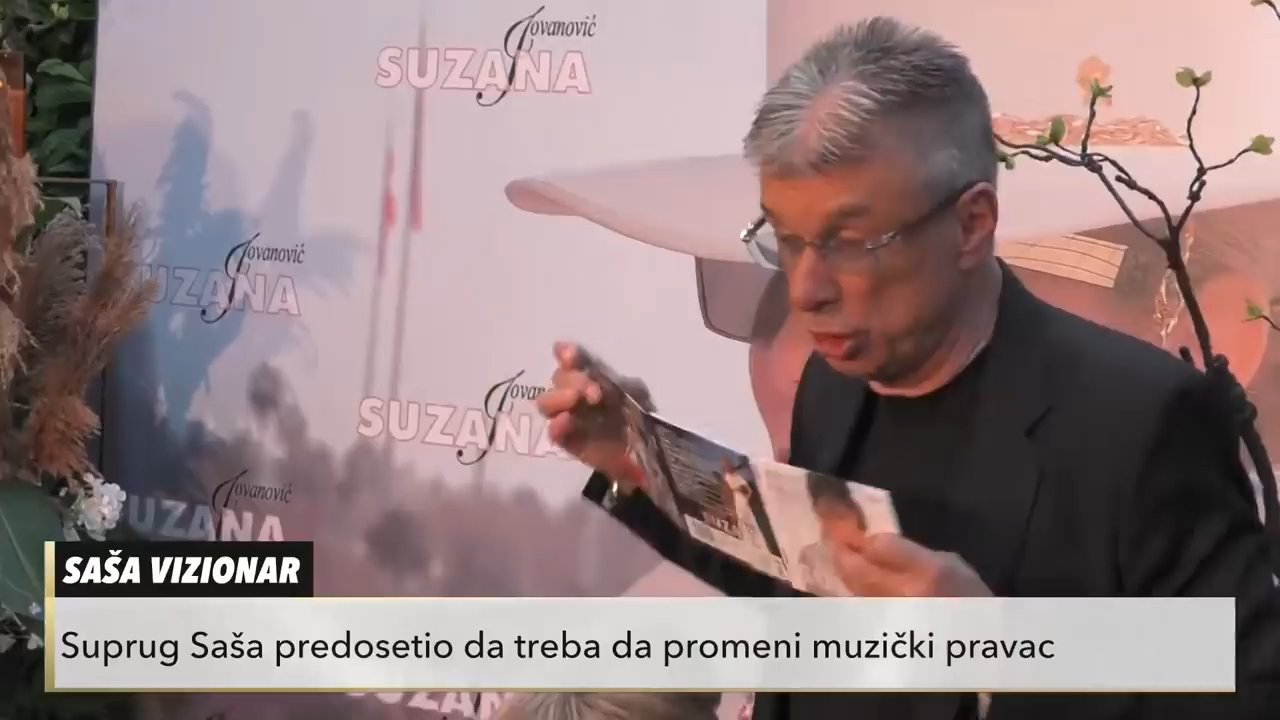 Jovanović
SUZANA
Jovanović
SUZANA
Jovanović
SUZANA
Jovanović
SUZANA
SAŠA VIZIONAR
Suprug Saša predosetio da treba da promeni muzički pravac